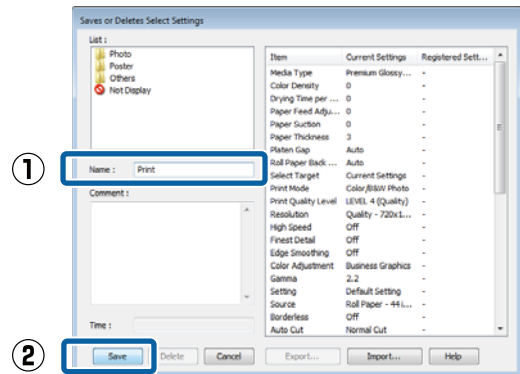 Saves or Deletes Select Settings
List :
Photo
Poster
Others
Not Display
① Name : Print
Comment :
Time :
Item Current Settings Registered Sett...
Media Type Premium Glossy... -
Color Density 0 -
Drying Time per ... 0 -
Paper Feed Adju... 0 -
Paper Suction 0 -
Paper Thickness 3 -
Platen Gap Auto -
Roll Paper Back ... Auto -
Select Target Current Settings -
Print Mode Color/B&W Photo -
Print Quality Level LEVEL 4 (Quality) -
Resolution Quality - 720x1... -
High Speed Off -
Finest Detail Off -
Edge Smoothing Off -
Color Adjustment Business Graphics -
Gamma 2.2 -
Setting Default Setting -
Source Roll Paper - 44 i... -
Borderless Off -
Auto Cut Normal Cut -
② Save Delete Cancel Export... Import... Help